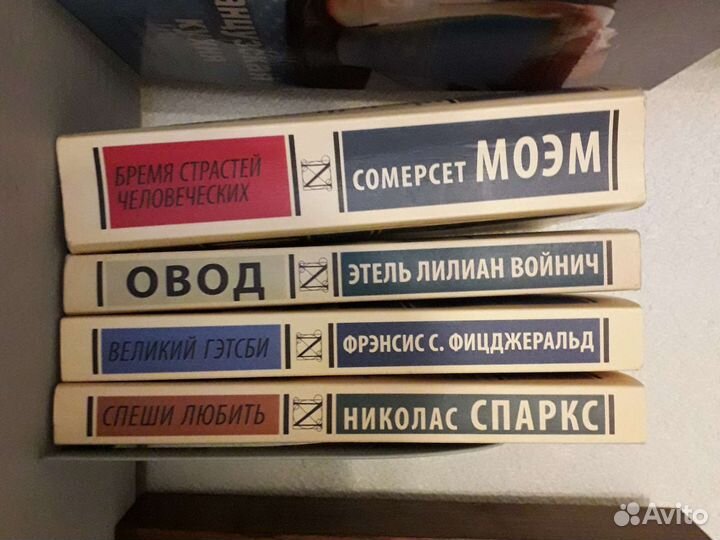 БРЕМЯ СТРАСТЕЙ
ЧЕЛОВЕЧЕСКИХ
СОМЕРСЕТ МОЭМ
ОВОД
ЭТЕЛЬ ЛИЛИАН ВОЙНИЧ
ВЕЛИКИЙ ГЭТСБИ
ФРЭНСИС С. ФИЦДЖЕРАЛЬД
СПЕШИ ЛЮБИТЬ
НИКОЛАС СПАРКС
Avito